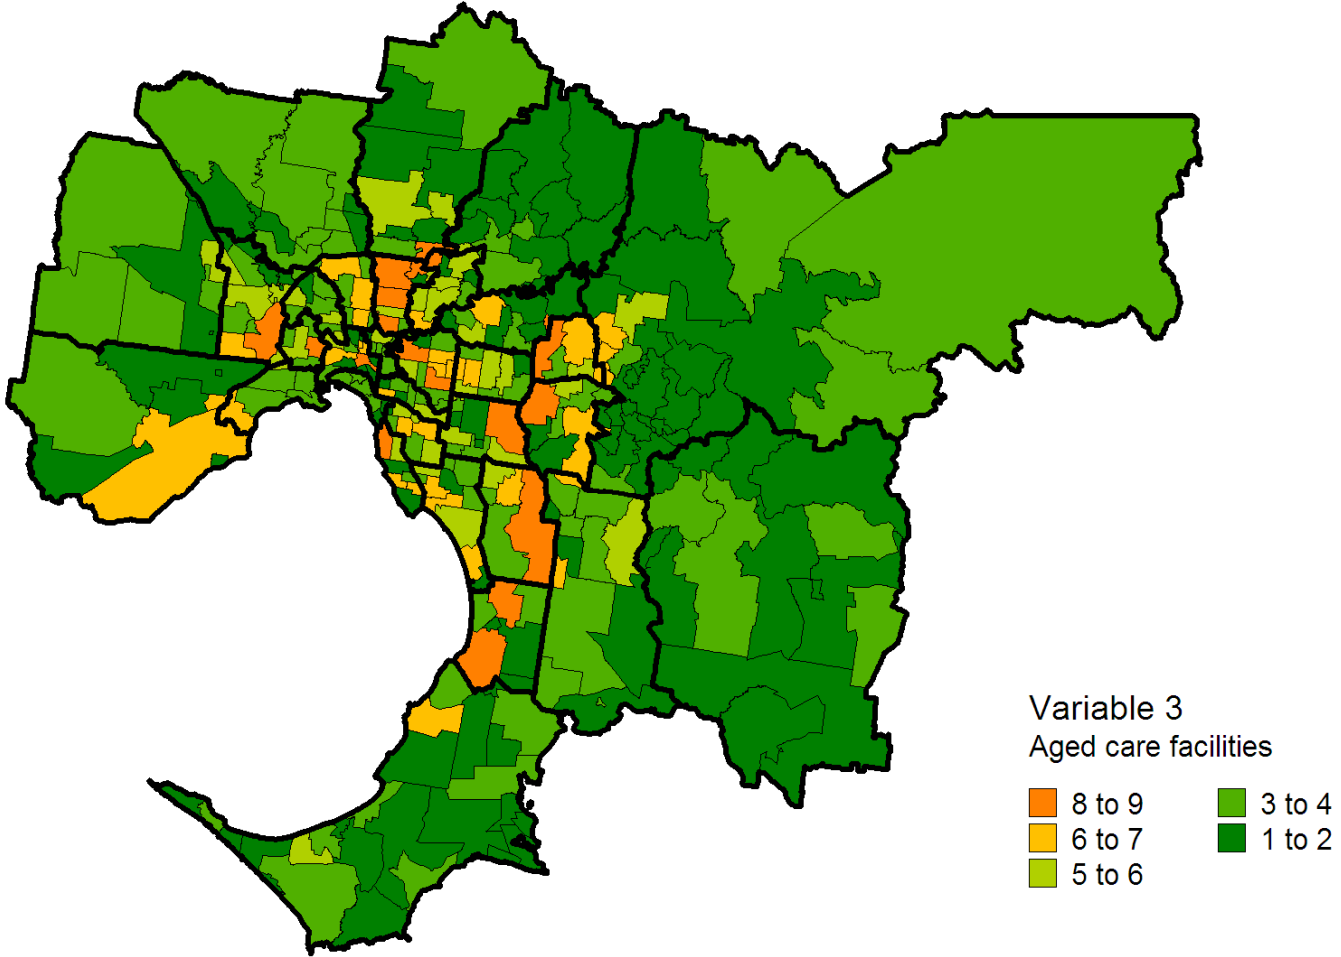 Variable 3
Aged care facilities
8 to 9
3 to 4
6 to 7
1 to 2
5 to 6